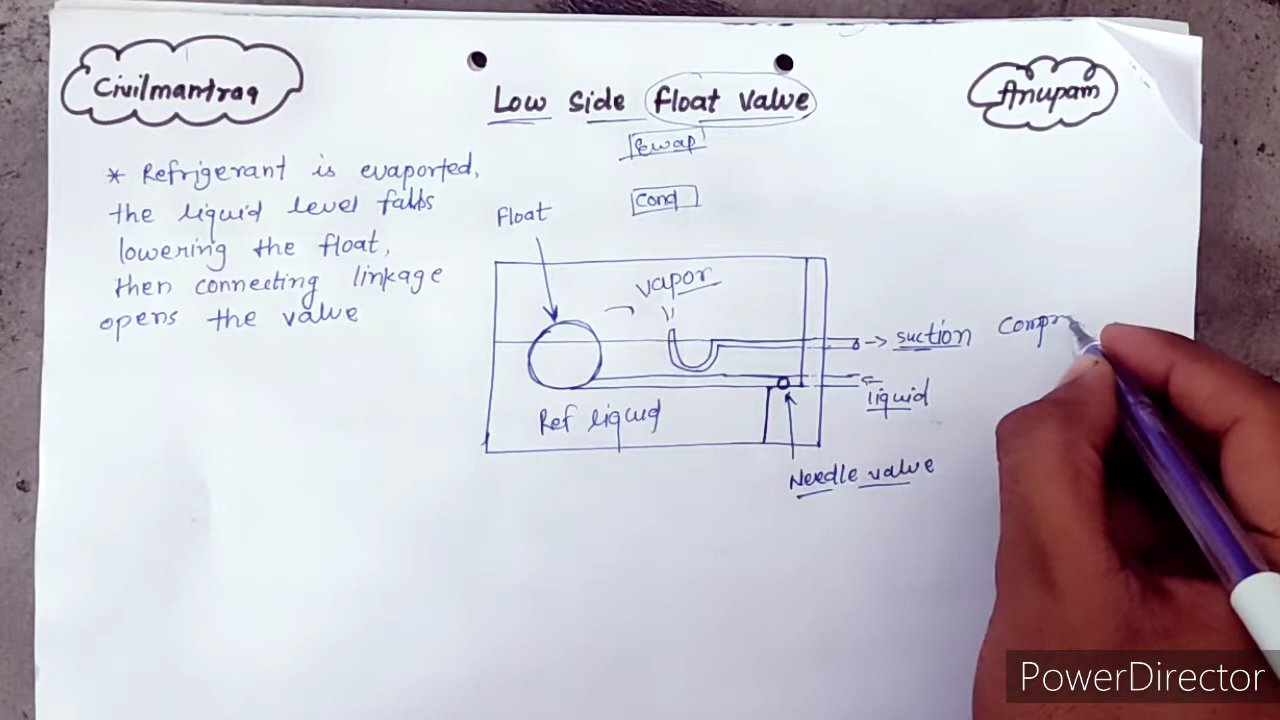 Civilmantraa
Low Side Float Valve
Anupam
Evap
Cond
* Refrigerant is evaported,
the liquid level falls
lowering the float,
then connecting linkage
opens the valve
Float
vapor
→ suction Compr
liquid
Ref liquid
Needle valve
PowerDirector